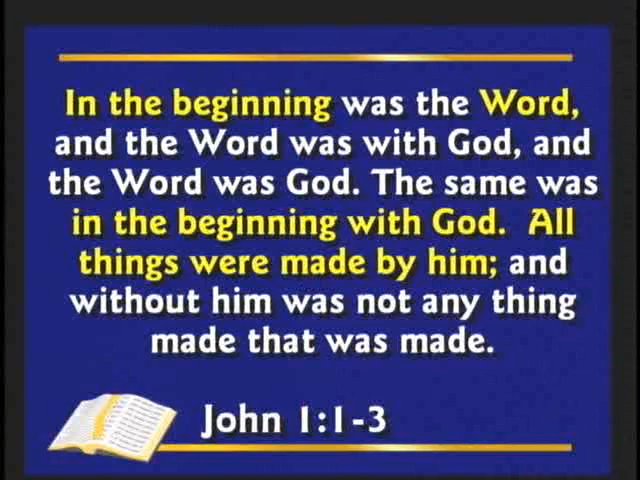 In the beginning was the Word,
and the Word was with God, and
the Word was God. The same was
in the beginning with God.  All
things were made by him; and
without him was not any thing
made that was made.
John 1:1-3